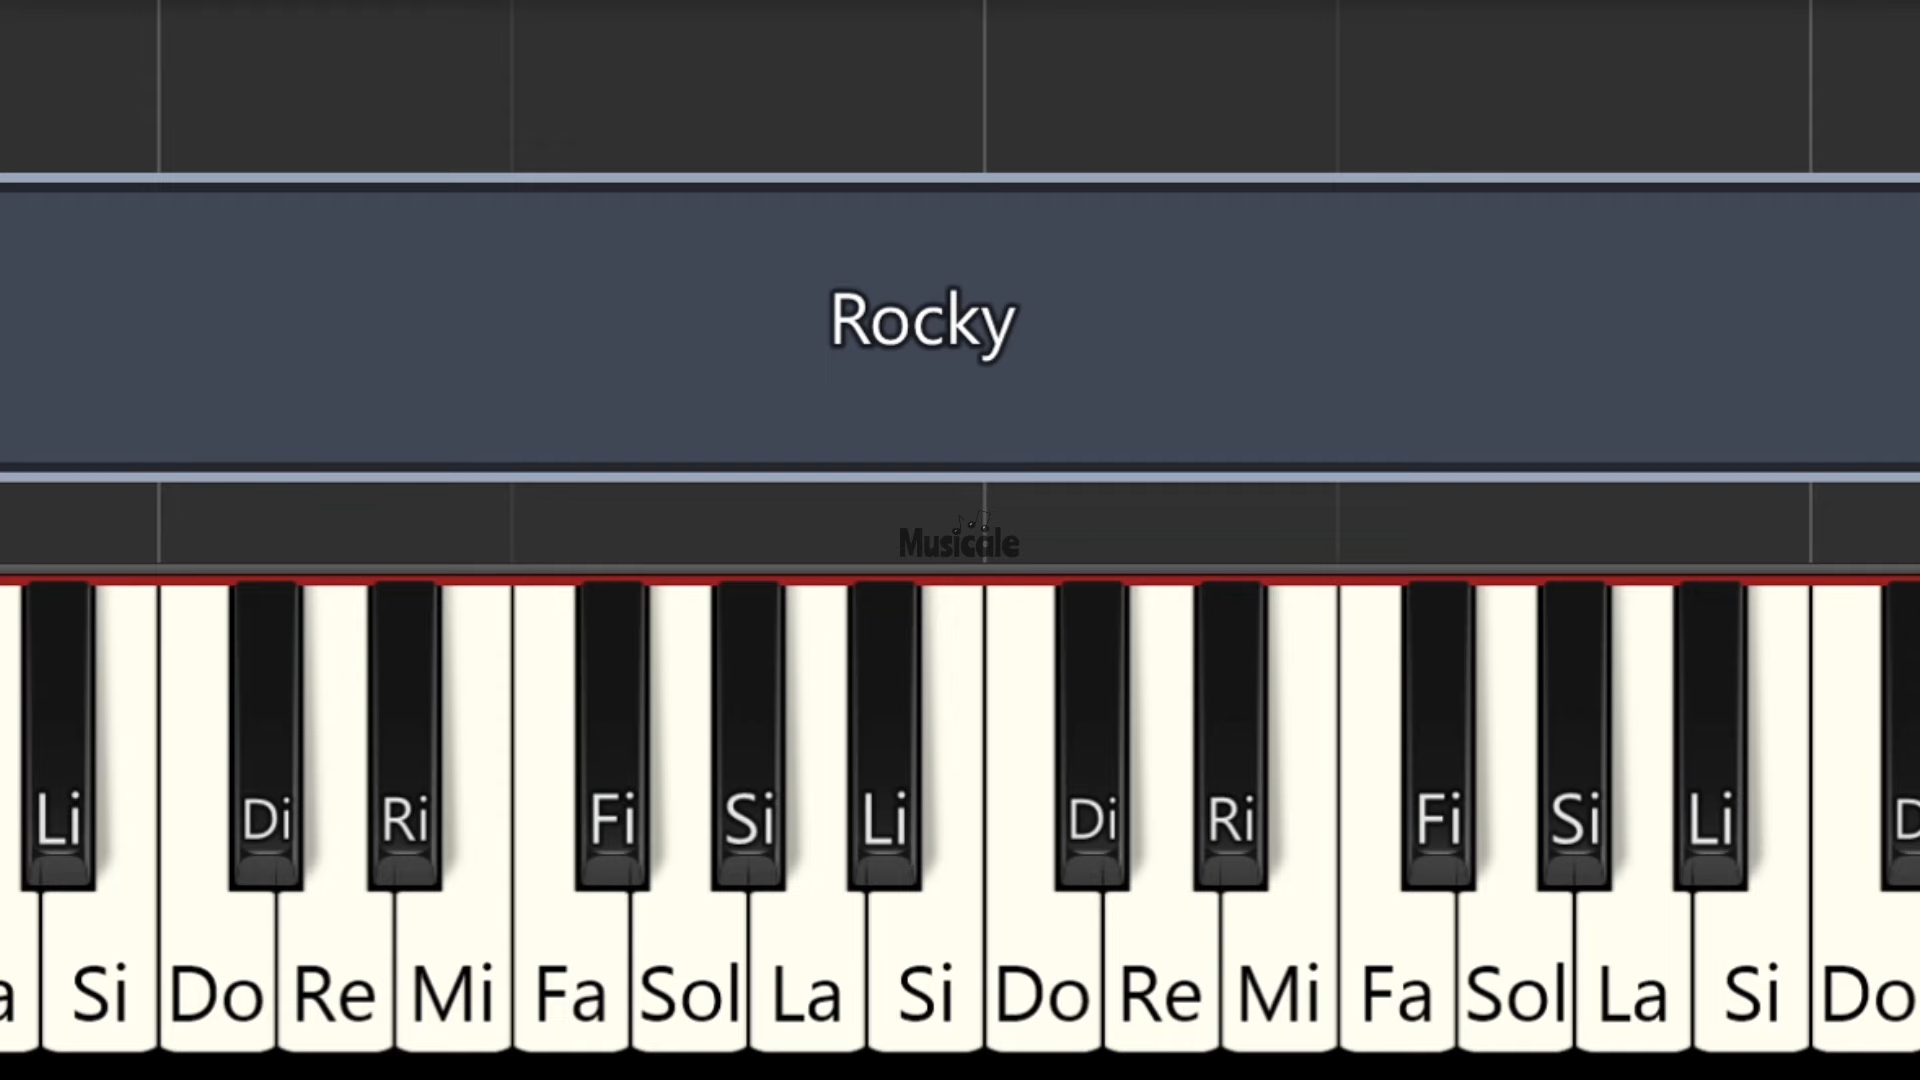 Rocky
Musicale
Li Di Ri Fi Si Li Di Ri Fi Si Li D
a Si Do Re Mi Fa Sol La Si Do Re Mi Fa Sol La Si Do